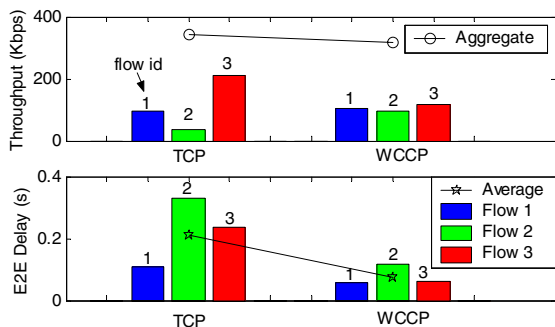 Throughput (Kbps)
400
200
0
flow id
1
2
3
1
2
3
Aggregate
TCP
WCCP
E2E Delay (s)
0.4
0.2
0
1
2
3
1
2
3
Average
Flow 1
Flow 2
Flow 3
TCP
WCCP